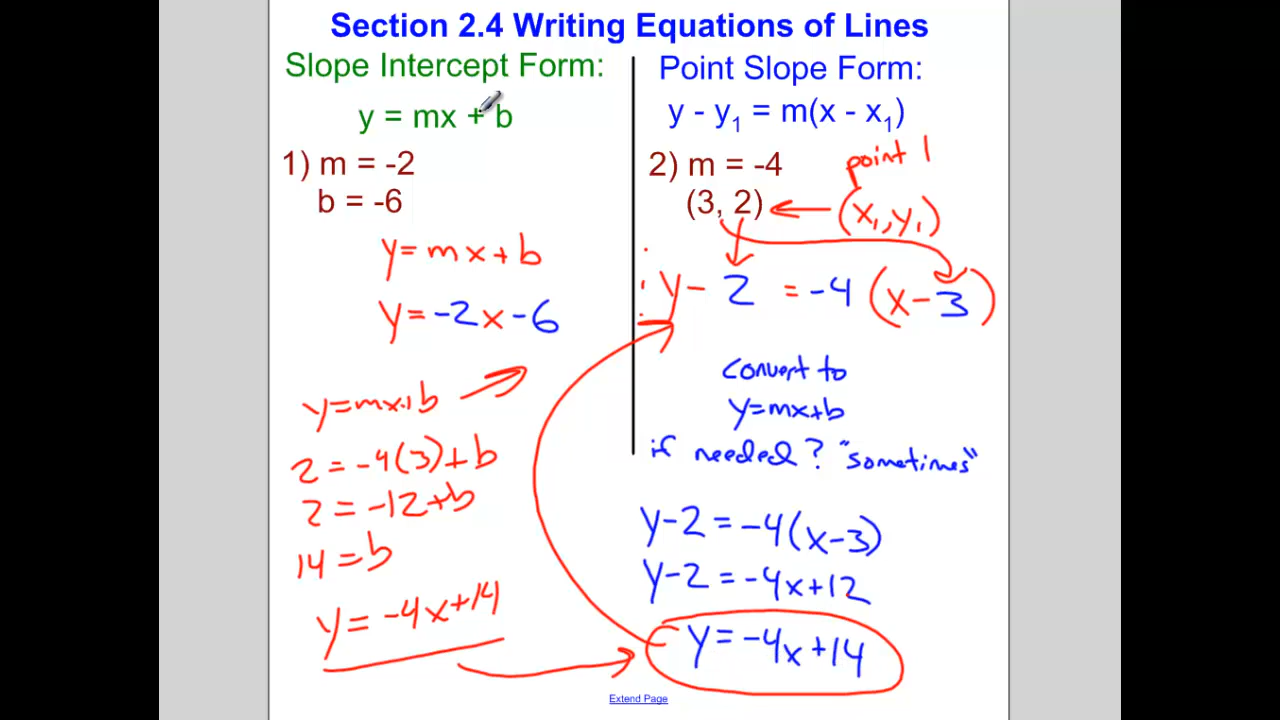 Section 2.4 Writing Equations of Lines
Slope Intercept Form:
y = mx + b
1) m = -2
b = -6
y = mx + b
y = -2x - 6
y = mx + b
2 = -4(3) + b
2 = -12 + b
14 = b
y = -4x + 14
Point Slope Form:
y - y₁ = m(x - x₁)
2) m = -4
point 1
(3, 2)
(x₁, y₁)
y - 2 = -4(x - 3)
convert to
y = mx + b
if needed? "sometimes"
y - 2 = -4(x - 3)
y - 2 = -4x + 12
y = -4x + 14
Extend Page